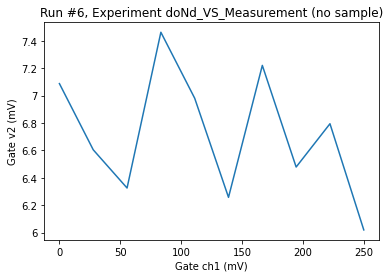 Run #6, Experiment doNd_VS_Measurement (no sample)
7.4
7.2
7
6.8
6.6
6.4
6.2
6
Gate v2 (mV)
0 50 100 150 200 250
Gate ch1 (mV)